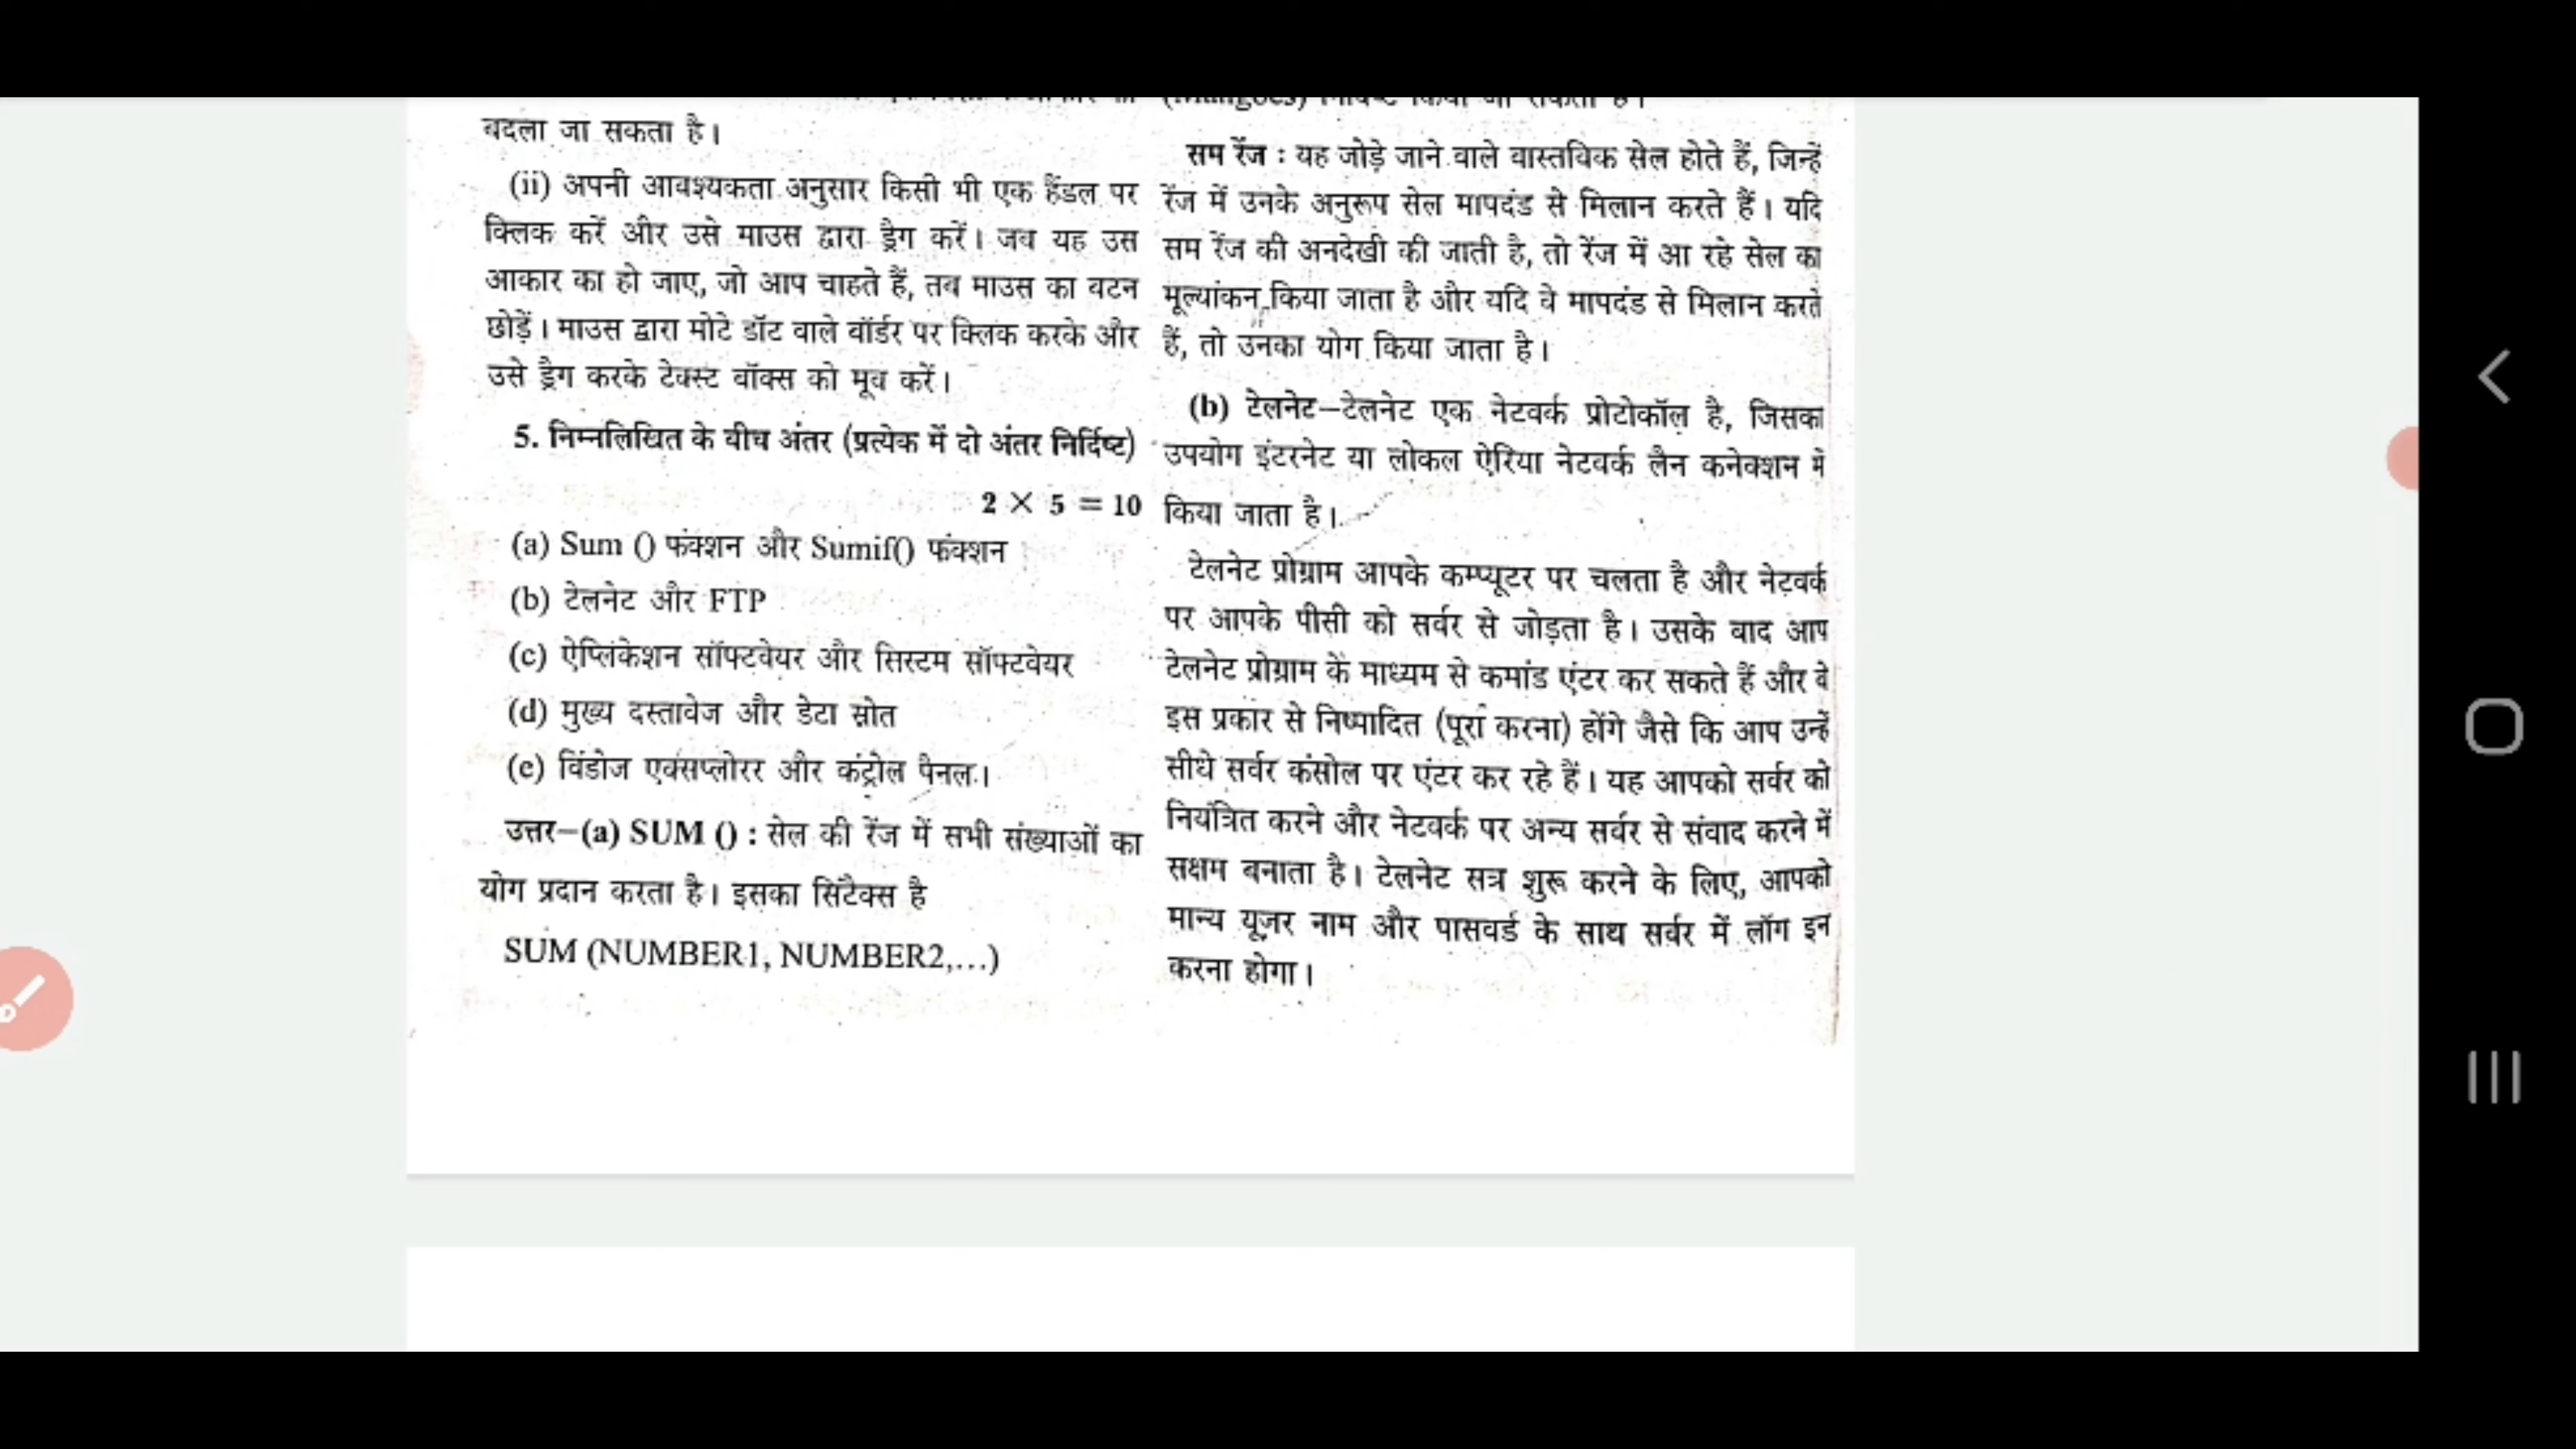 बदला जा सकता है।
(ii) अपनी आवश्यकता अनुसार किसी भी एक हैंडल पर
क्लिक करें और उसे माउस द्वारा ड्रैग करें। जब यह उस
आकार का हो जाए, जो आप चाहते हैं, तब माउस का बटन
छोड़ें। माउस द्वारा मोटे डॉट वाले बॉर्डर पर क्लिक करके और
उसे ड्रैग करके टेक्स्ट बॉक्स को मूव करें।
5. निम्नलिखित के बीच अंतर (प्रत्येक में दो अंतर निर्दिष्ट)
2 × 5 = 10
(a) Sum () फंक्शन और Sumif() फंक्शन
(b) टेलनेट और FTP
(c) ऐप्लिकेशन सॉफ्टवेयर और सिस्टम सॉफ्टवेयर
(d) मुख्य दस्तावेज और डेटा स्रोत
(e) विंडोज एक्सप्लोरर और कंट्रोल पैनल।
उत्तर–(a) SUM () : सेल की रेंज में सभी संख्याओं का
योग प्रदान करता है। इसका सिंटैक्स है
SUM (NUMBER1, NUMBER2,...)
सम रेंज : यह जोड़े जाने वाले वास्तविक सेल होते हैं, जिन्हें
रेंज में उनके अनुरूप सेल मापदंड से मिलान करते हैं। यदि
सम रेंज की अनदेखी की जाती है, तो रेंज में आ रहे सेल का
मूल्यांकन किया जाता है और यदि वे मापदंड से मिलान करते
हैं, तो उनका योग किया जाता है।
(b) टेलनेट–टेलनेट एक नेटवर्क प्रोटोकॉल है, जिसका
उपयोग इंटरनेट या लोकल ऐरिया नेटवर्क लैन कनेक्शन में
किया जाता है।
टेलनेट प्रोग्राम आपके कम्प्यूटर पर चलता है और नेटवर्क
पर आपके पीसी को सर्वर से जोड़ता है। उसके बाद आप
टेलनेट प्रोग्राम के माध्यम से कमांड एंटर कर सकते हैं और वे
इस प्रकार से निष्पादित (पूरा करना) होंगे जैसे कि आप उन्हें
सीधे सर्वर कंसोल पर एंटर कर रहे हैं। यह आपको सर्वर को
नियंत्रित करने और नेटवर्क पर अन्य सर्वर से संवाद करने में
सक्षम बनाता है। टेलनेट सत्र शुरू करने के लिए, आपको
मान्य यूजर नाम और पासवर्ड के साथ सर्वर में लॉग इन
करना होगा।